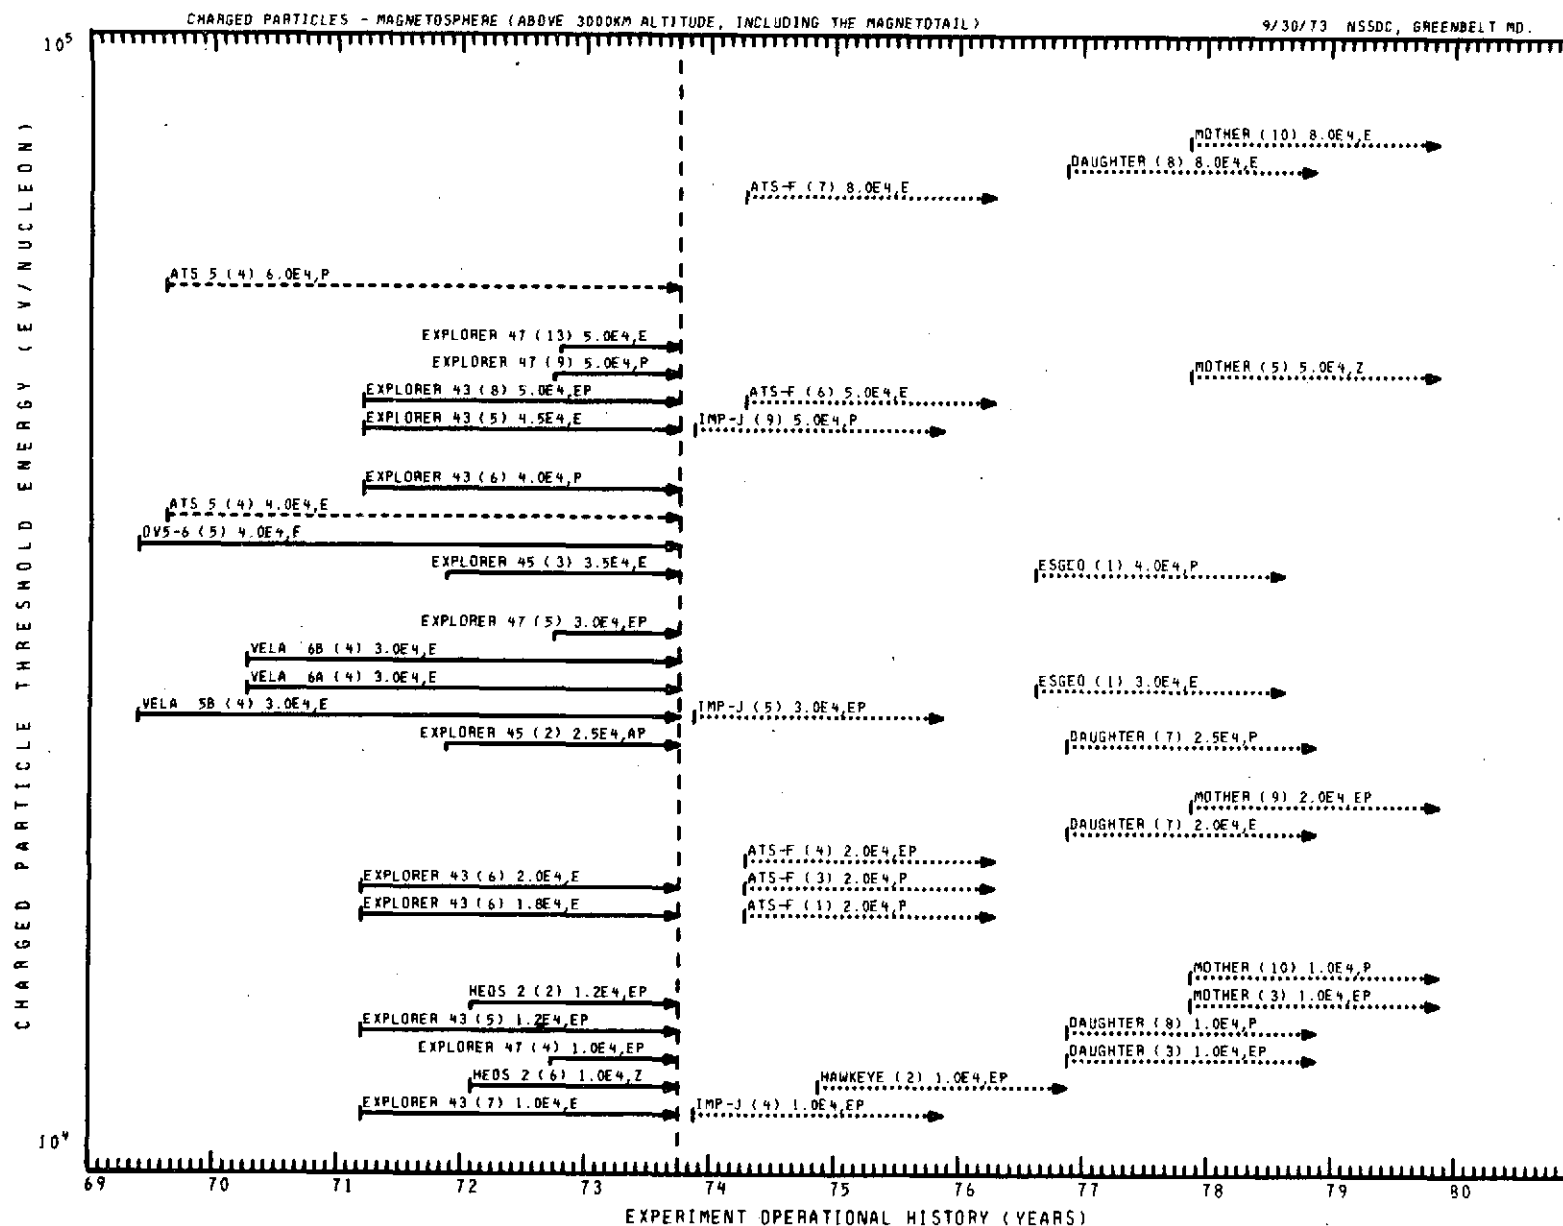 CHARGED PARTICLES - MAGNETOSPHERE (ABOVE 3000KM ALTITUDE, INCLUDING THE MAGNETOTAIL)
9/30/73 NSSDC, GREENBELT MD.
10⁵
CHARGED PARTICLE THRESHOLD ENERGY (EV/NUCLEON)
MOTHER (10) 8.0E4,E
DAUGHTER (8) 8.0E4,E
ATS-F (7) 8.0E4,E
ATS 5 (4) 6.0E4,P
EXPLORER 47 (13) 5.0E4,E
EXPLORER 47 (9) 5.0E4,P
MOTHER (5) 5.0E4,Z
EXPLORER 43 (8) 5.0E4,EP
ATS-F (6) 5.0E4,E
EXPLORER 43 (5) 4.5E4,E
IMP-J (9) 5.0E4,P
EXPLORER 43 (6) 4.0E4,P
ATS 5 (4) 4.0E4,E
OV5-6 (5) 4.0E4,E
EXPLORER 45 (3) 3.5E4,E
ESGEO (1) 4.0E4,P
EXPLORER 47 (5) 3.0E4,EP
VELA 6B (4) 3.0E4,E
VELA 6A (4) 3.0E4,E
ESGEO (1) 3.0E4,E
VELA 5B (4) 3.0E4,E
IMP-J (5) 3.0E4,EP
EXPLORER 45 (2) 2.5E4,AP
DAUGHTER (7) 2.5E4,P
MOTHER (9) 2.0E4,EP
DAUGHTER (7) 2.0E4,E
ATS-F (4) 2.0E4,EP
EXPLORER 43 (6) 2.0E4,E
ATS-F (3) 2.0E4,P
EXPLORER 43 (6) 1.8E4,E
ATS-F (1) 2.0E4,P
MOTHER (10) 1.0E4,P
HEOS 2 (2) 1.2E4,EP
MOTHER (3) 1.0E4,EP
EXPLORER 43 (5) 1.2E4,EP
DAUGHTER (8) 1.0E4,P
EXPLORER 47 (4) 1.0E4,EP
DAUGHTER (3) 1.0E4,EP
HEOS 2 (6) 1.0E4,Z
HAWKEYE (2) 1.0E4,EP
EXPLORER 43 (7) 1.0E4,E
IMP-J (4) 1.0E4,EP
10⁴
69 70 71 72 73 74 75 76 77 78 79 80
EXPERIMENT OPERATIONAL HISTORY (YEARS)